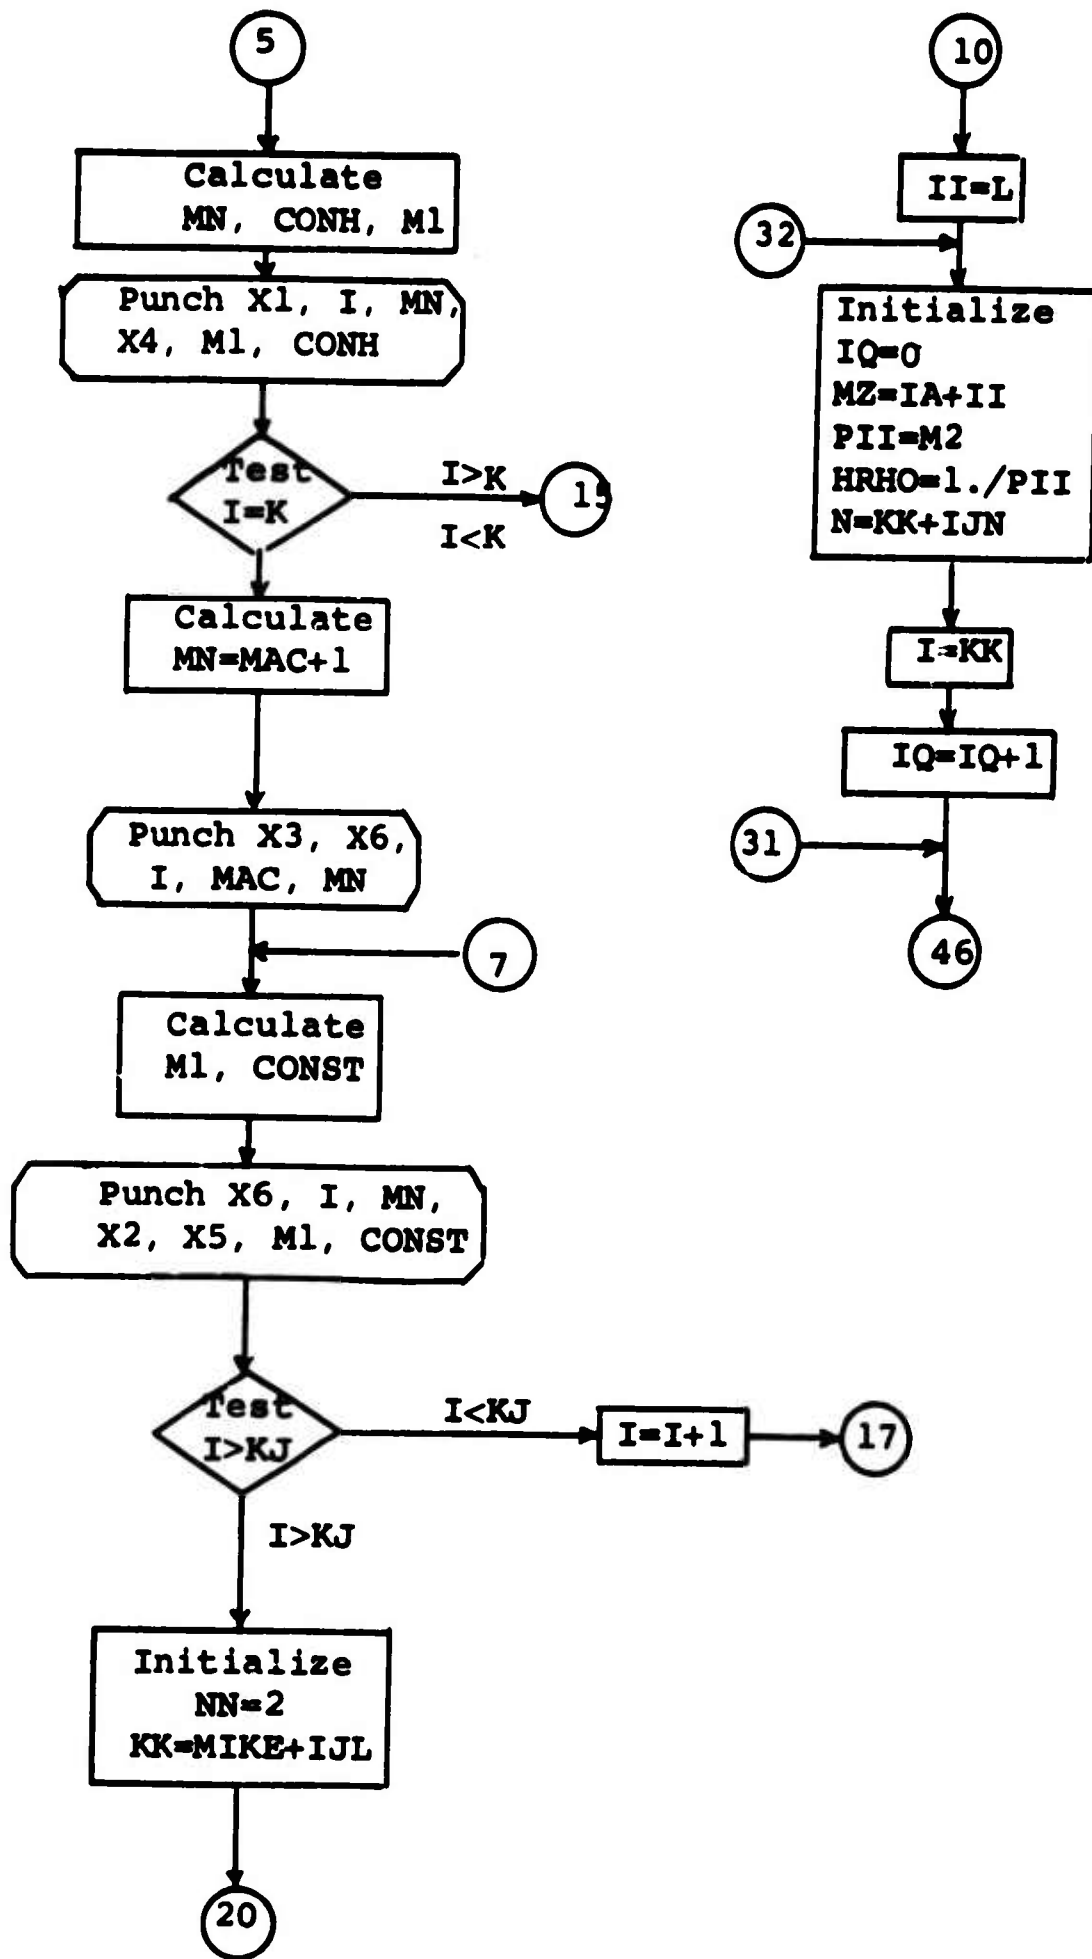 5
Calculate
MN, CONH, M1
Punch X1, I, MN,
X4, M1, CONH
Test
I=K
I>K
I<K
15
Calculate
MN=MAC+1
Punch X3, X6,
I, MAC, MN
7
Calculate
M1, CONST
Punch X6, I, MN,
X2, X5, M1, CONST
Test
I>KJ
I<KJ
I=I+1
17
I>KJ
Initialize
NN=2
KK=MIKE+IJL
20
10
II=L
32
Initialize
IQ=0
MZ=IA+II
PII=M2
HRHO=1./PII
N=KK+IJN
I=KK
IQ=IQ+1
31
46